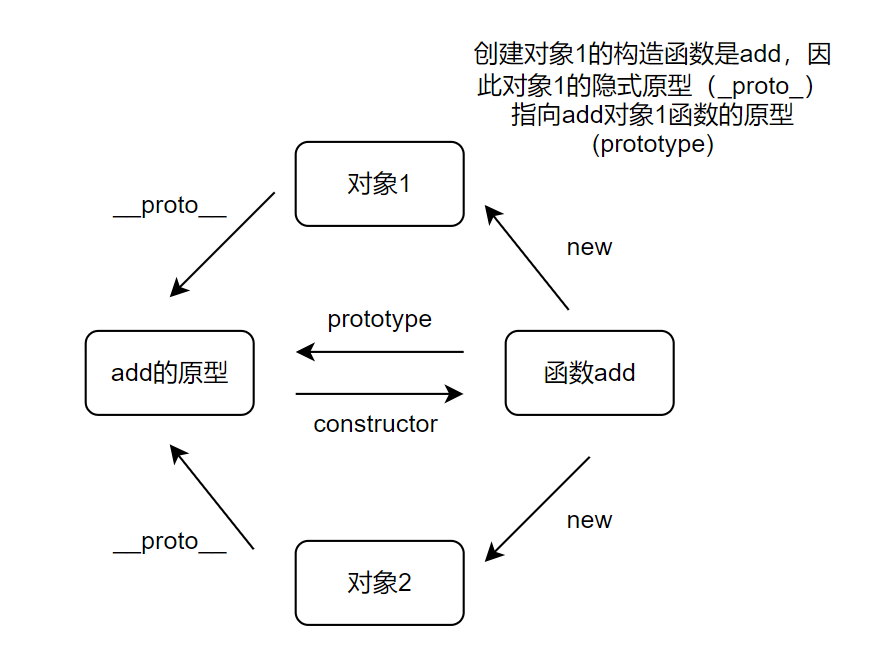 创建对象1的构造函数是add，因
此对象1的隐式原型（_proto_）
指向add对象1函数的原型
（prototype）
对象1
__proto__
new
prototype
add的原型
函数add
constructor
new
__proto__
对象2